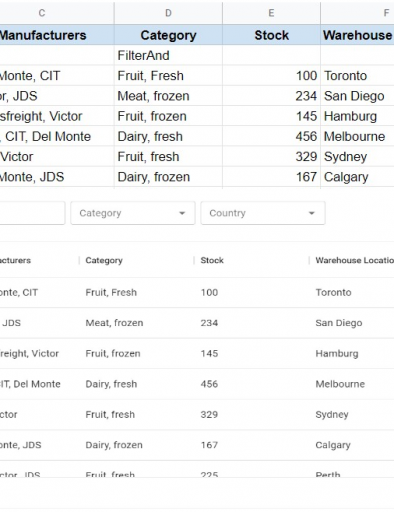 C D E F
Manufacturers Category Stock Warehouse
FilterAnd
Monte, CIT Fruit, Fresh 100 Toronto
r, JDS Meat, frozen 234 San Diego
sfreight, Victor Fruit, frozen 145 Hamburg
, CIT, Del Monte Dairy, fresh 456 Melbourne
Victor Fruit, fresh 329 Sydney
Monte, JDS Dairy, frozen 167 Calgary
Category Country
acturers Category Stock Warehouse Locatio
onte, CIT Fruit, Fresh 100 Toronto
JDS Meat, frozen 234 San Diego
reight, Victor Fruit, frozen 145 Hamburg
CIT, Del Monte Dairy, fresh 456 Melbourne
ctor Fruit, fresh 329 Sydney
onte, JDS Dairy, frozen 167 Calgary
ctor, JDS Fruit, fresh 225 Perth